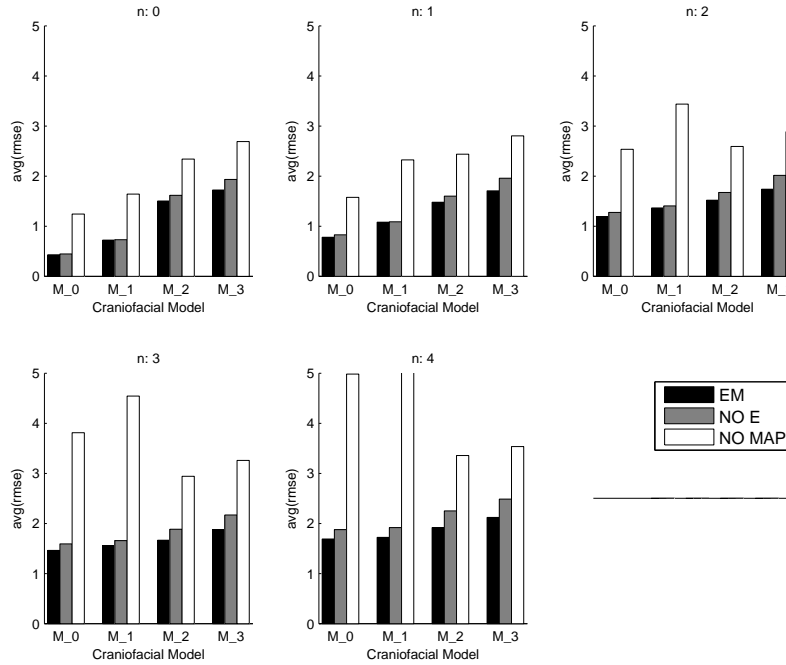 n: 0
5
4
3
2
1
0
avg(rmse)
M_0 M_1 M_2 M_3
Craniofacial Model
n: 1
5
4
3
2
1
0
avg(rmse)
M_0 M_1 M_2 M_3
Craniofacial Model
n: 2
5
4
3
2
1
0
avg(rmse)
M_0 M_1 M_2 M_
Craniofacial Model
n: 3
5
4
3
2
1
0
avg(rmse)
M_0 M_1 M_2 M_3
Craniofacial Model
n: 4
5
4
3
2
1
0
avg(rmse)
M_0 M_1 M_2 M_3
Craniofacial Model
EM
NO E
NO MAP